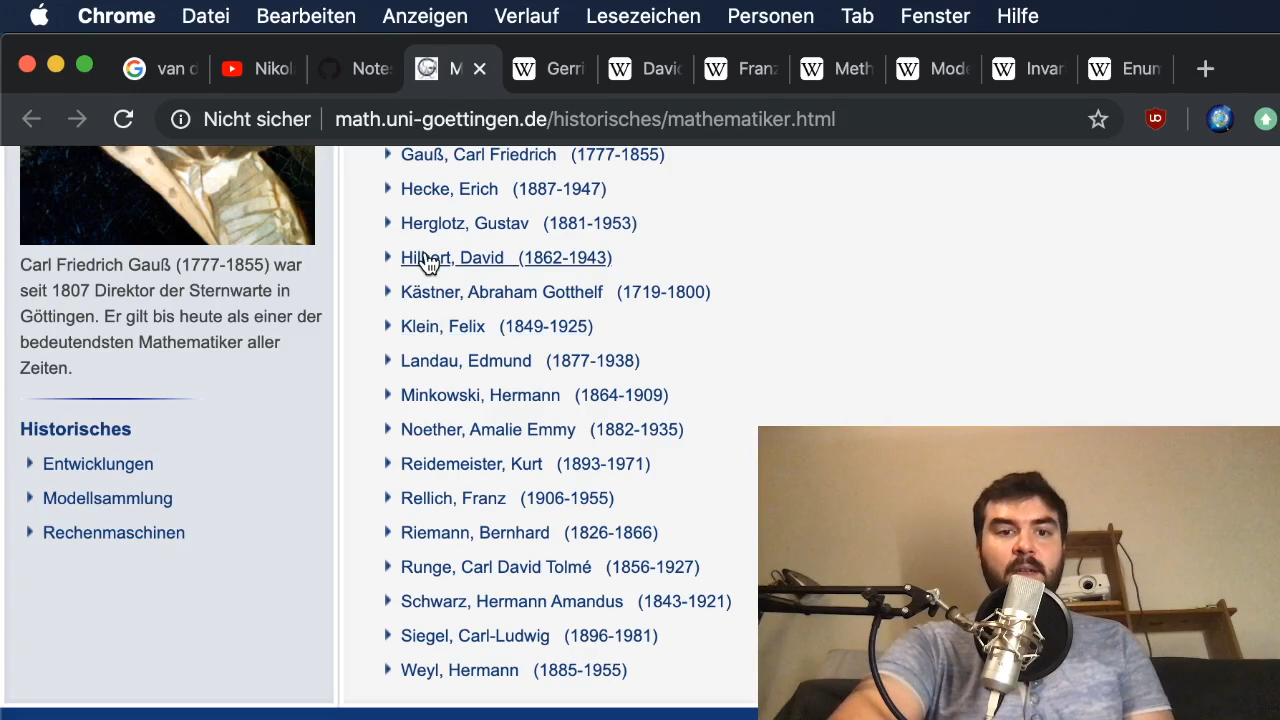 Chrome Datei Bearbeiten Anzeigen Verlauf Lesezeichen Personen Tab Fenster Hilfe
van d Nikol Note M Gerri Davi Franz Meth Mode Invar Enum
Nicht sicher math.uni-goettingen.de/historisches/mathematiker.html
Gauß, Carl Friedrich (1777-1855)
Hecke, Erich (1887-1947)
Herglotz, Gustav (1881-1953)
Hilbert, David (1862-1943)
Kästner, Abraham Gotthelf (1719-1800)
Klein, Felix (1849-1925)
Landau, Edmund (1877-1938)
Minkowski, Hermann (1864-1909)
Noether, Amalie Emmy (1882-1935)
Reidemeister, Kurt (1893-1971)
Rellich, Franz (1906-1955)
Riemann, Bernhard (1826-1866)
Runge, Carl David Tolmé (1856-1927)
Schwarz, Hermann Amandus (1843-1921)
Siegel, Carl-Ludwig (1896-1981)
Weyl, Hermann (1885-1955)
Carl Friedrich Gauß (1777-1855) war
seit 1807 Direktor der Sternwarte in
Göttingen. Er gilt bis heute als einer der
bedeutendsten Mathematiker aller
Zeiten.
Historisches
Entwicklungen
Modellsammlung
Rechenmaschinen